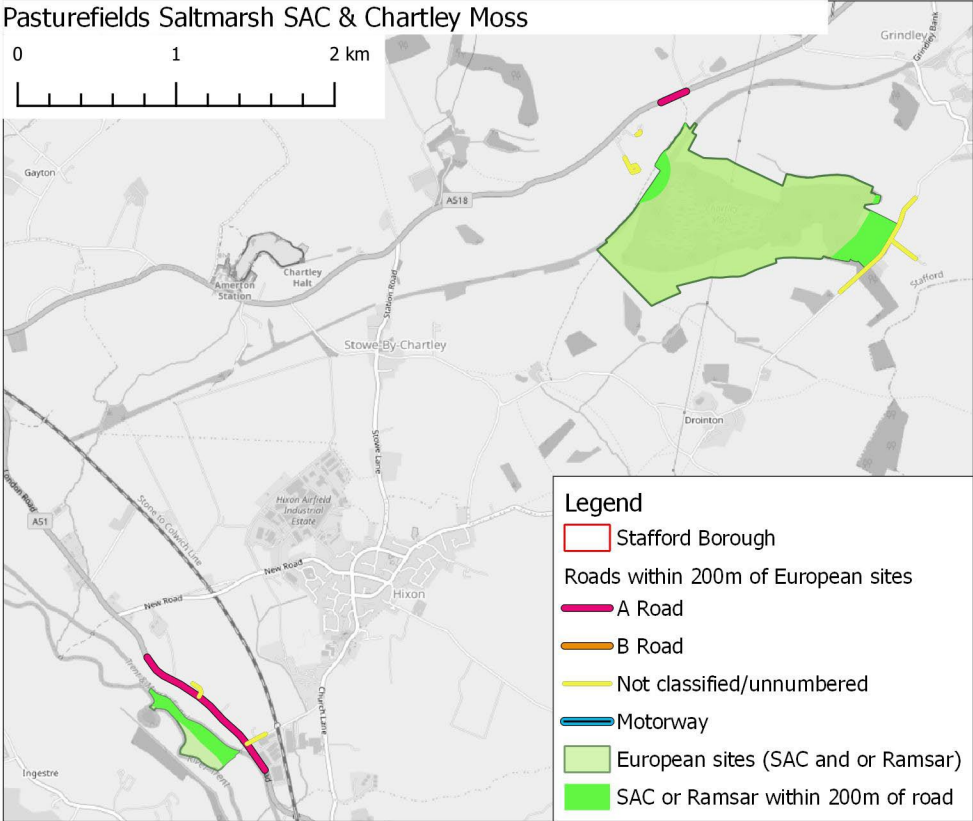 Pasturefields Saltmarsh SAC & Chartley Moss
0 1 2 km
Grindley
Grindley Bank
Gayton
A518
Chartley
Halt
Amerton
Station
Station Road
Stafford
Stowe-By-Chartley
Drointon
Stowe Lane
London Road
A51
Stone to Colwich Line
Hixon Airfield
Industrial
Estate
New Road
New Road
Hixon
Church Lane
Ingestre
Legend
Stafford Borough
Roads within 200m of European sites
A Road
B Road
Not classified/unnumbered
Motorway
European sites (SAC and or Ramsar)
SAC or Ramsar within 200m of road